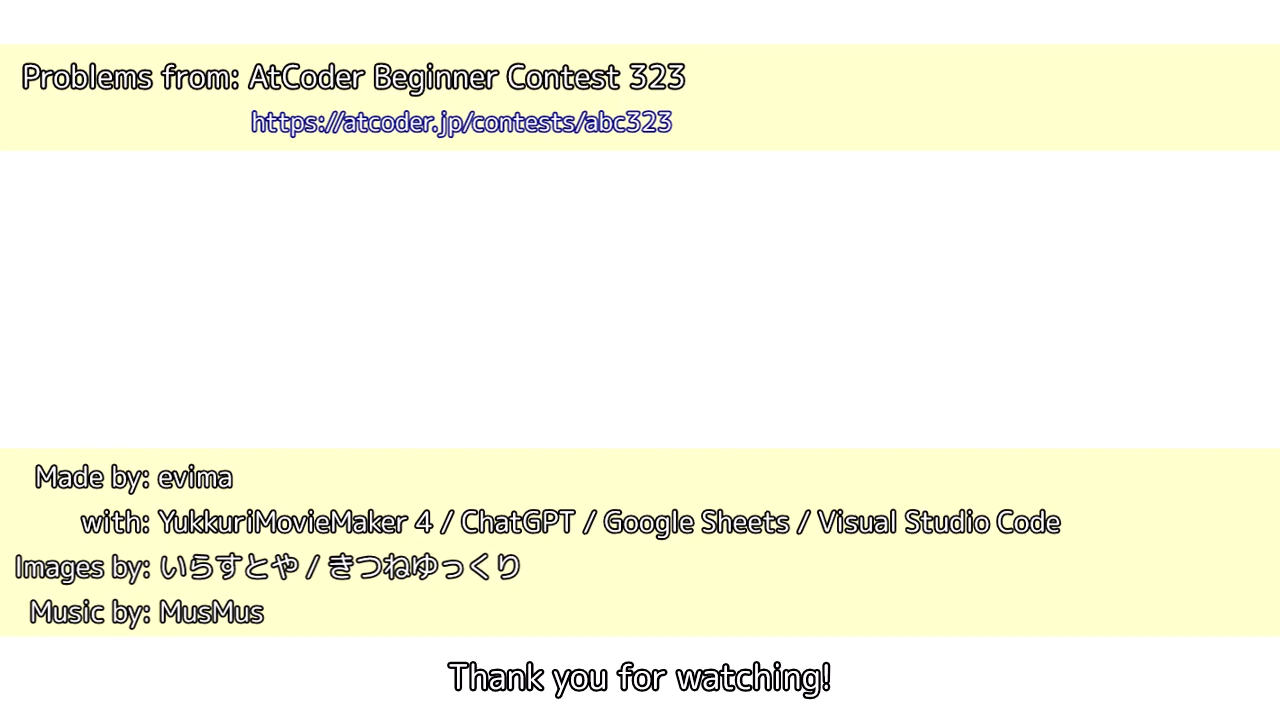 Problems from: AtCoder Beginner Contest 323
https://atcoder.jp/contests/abc323
Made by: evima
with: YukkuriMovieMaker 4 / ChatGPT / Google Sheets / Visual Studio Code
Images by: いらすとや / きつねゆっくり
Music by: MusMus
Thank you for watching!